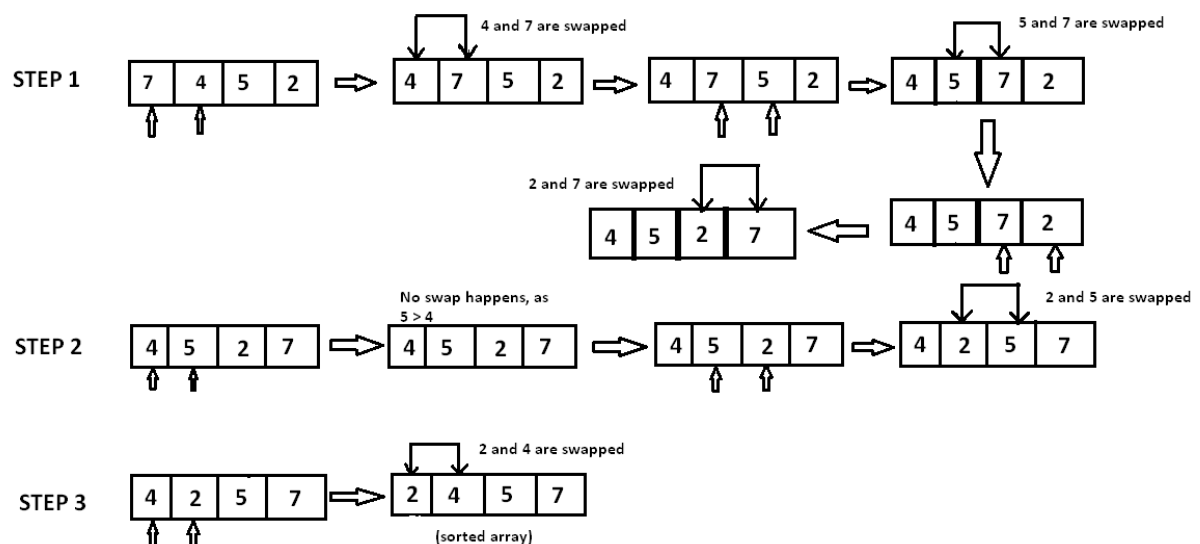 4 and 7 are swapped
5 and 7 are swapped
STEP 1
7 4 5 2
4 7 5 2
4 7 5 2
4 5 7 2
2 and 7 are swapped
4 5 2 7
4 5 7 2
No swap happens, as
5 > 4
2 and 5 are swapped
STEP 2
4 5 2 7
4 5 2 7
4 5 2 7
4 2 5 7
2 and 4 are swapped
STEP 3
4 2 5 7
2 4 5 7
(sorted array)